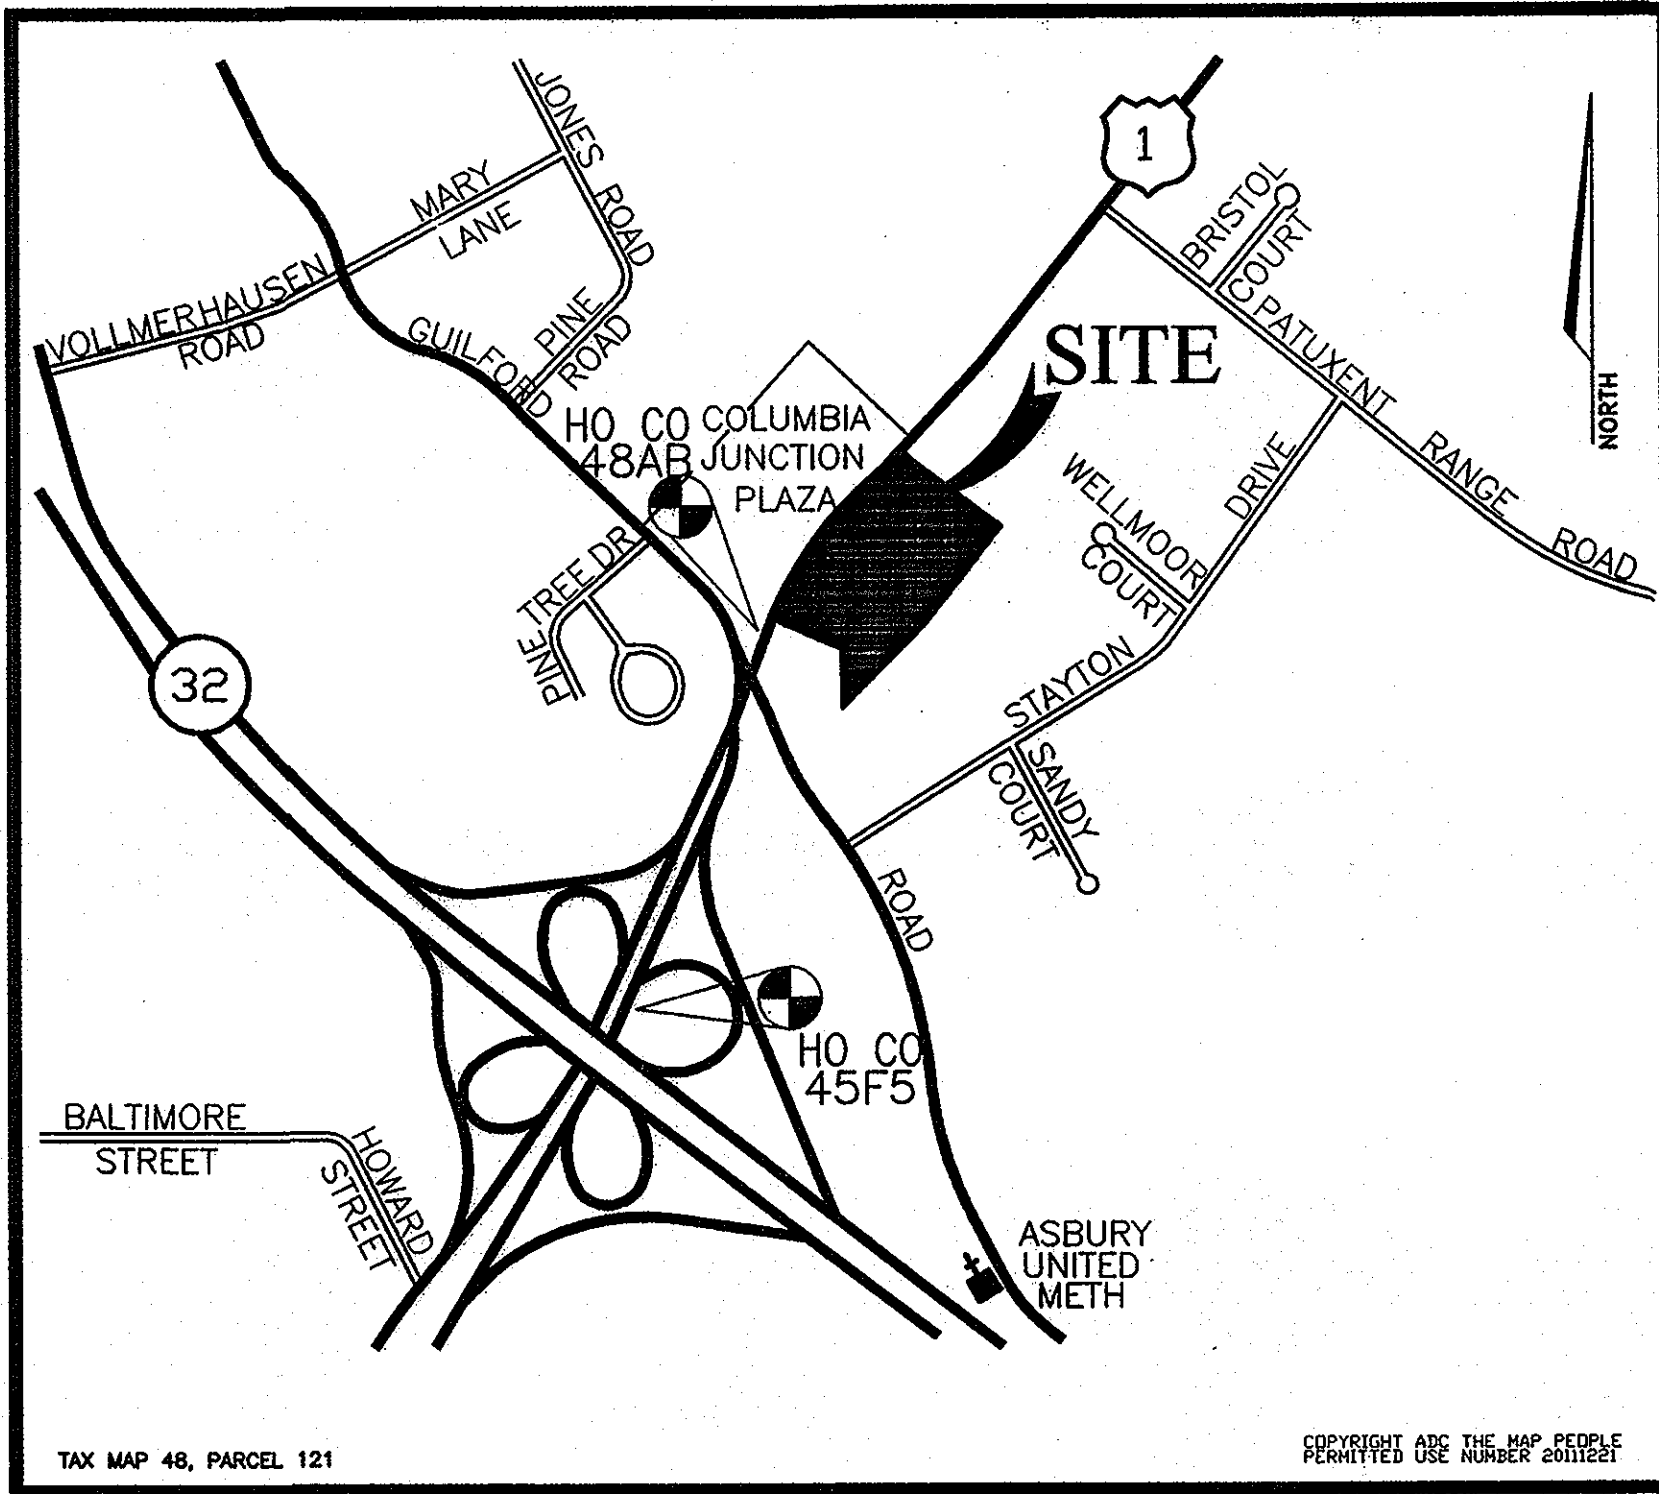 JONES ROAD
1
MARY
LANE
BRISTOL
COURT
VOLLMERHAUSEN
ROAD
GUILFORD
PINE
ROAD
PATUXENT RANGE ROAD
SITE
NORTH
HO CO
48AB
COLUMBIA
JUNCTION
PLAZA
WELLMOOR
COURT
STAYTON DRIVE
PINE TREE DR
32
SANDY
COURT
ROAD
HO CO
45F5
BALTIMORE
STREET
HOWARD
STREET
ASBURY
UNITED
METH
TAX MAP 48, PARCEL 121
COPYRIGHT ADC THE MAP PEOPLE
PERMITTED USE NUMBER 20111221